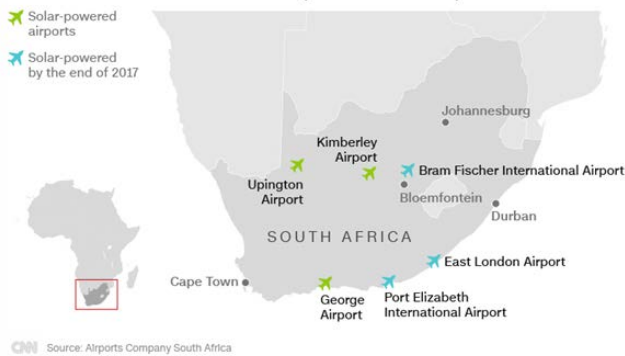 Solar-powered
airports
Solar-powered
by the end of 2017
Johannesburg
Kimberley
Airport
Upington
Airport
Bram Fischer International Airport
Bloemfontein
Durban
SOUTH AFRICA
East London Airport
Cape Town
George
Airport
Port Elizabeth
International Airport
CNN Source: Airports Company South Africa